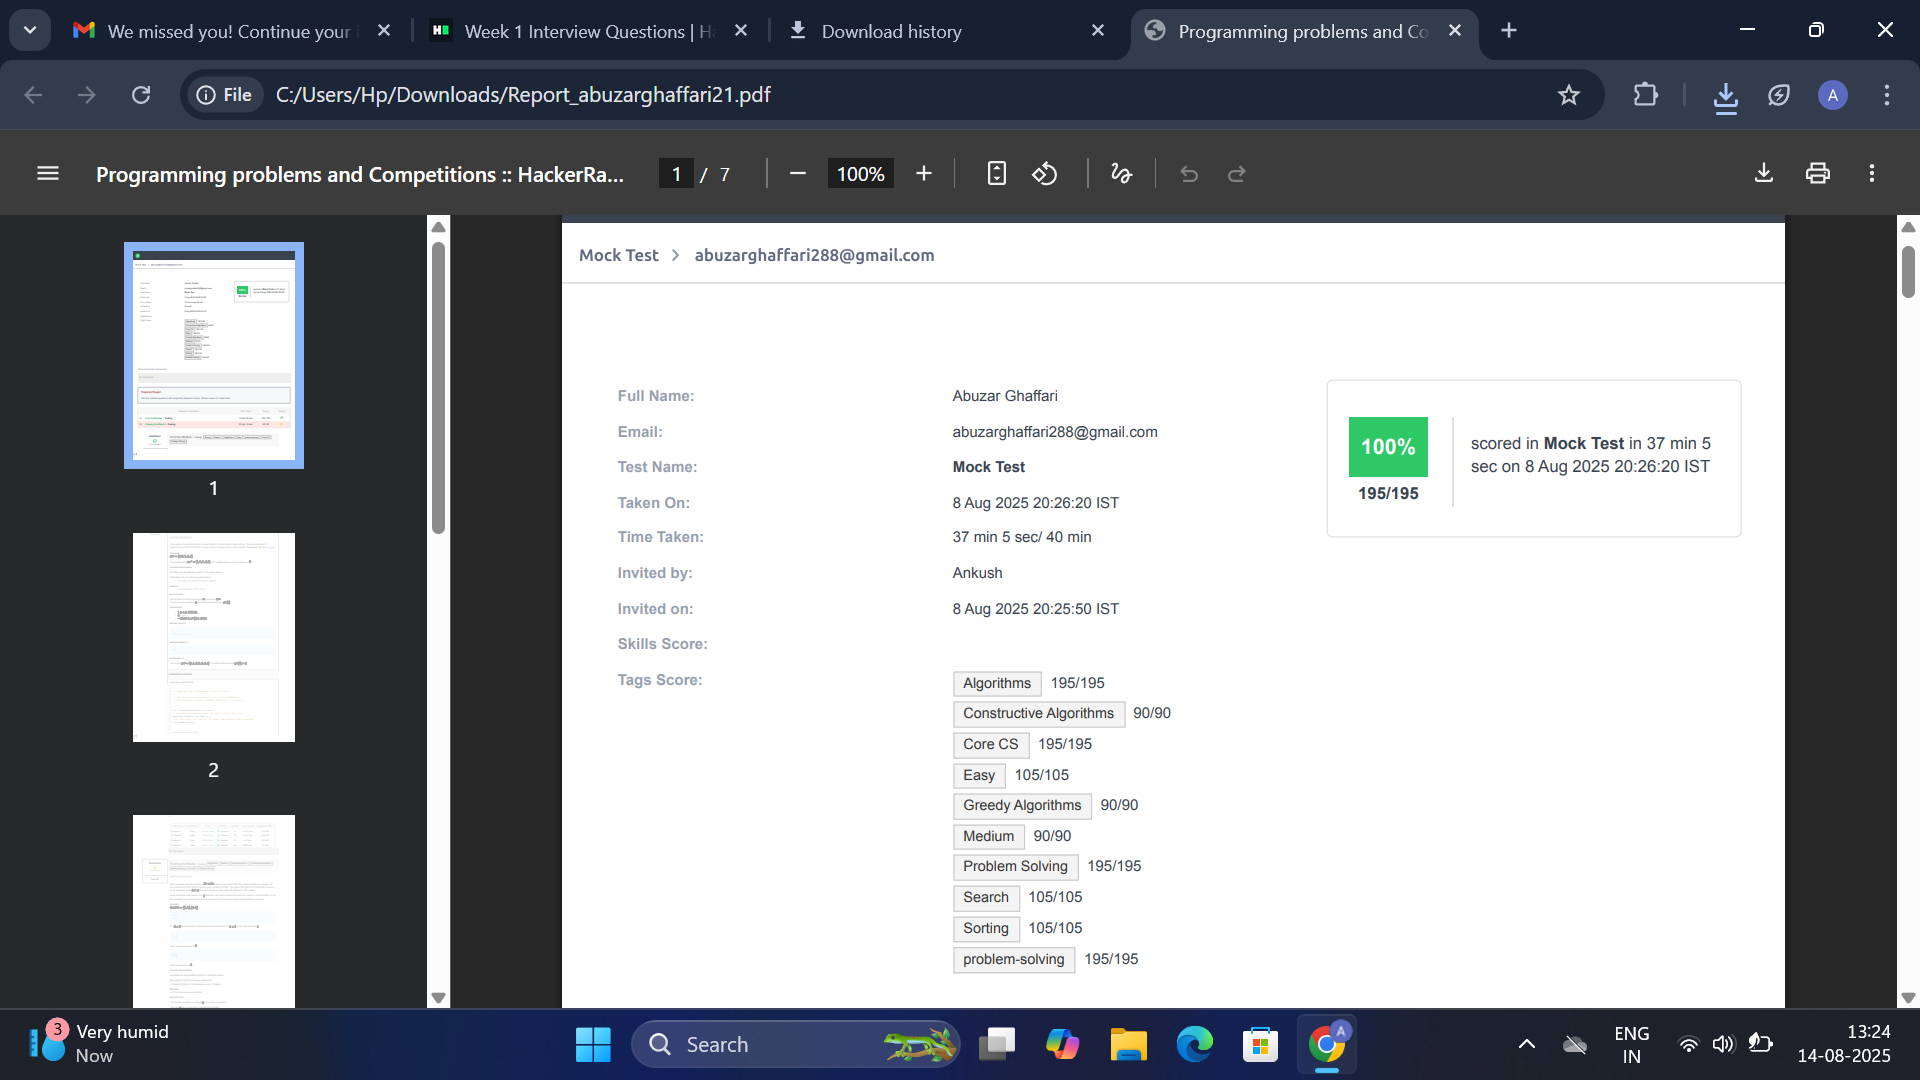 We missed you! Continue your i
Week 1 Interview Questions | H
Download history
Programming problems and Co
File
C:/Users/Hp/Downloads/Report_abuzarghaffari21.pdf
A
Programming problems and Competitions :: HackerRa...
1 / 7
100%
1
2
Mock Test > abuzarghaffari288@gmail.com
Full Name: Abuzar Ghaffari
Email: abuzarghaffari288@gmail.com
Test Name: Mock Test
Taken On: 8 Aug 2025 20:26:20 IST
Time Taken: 37 min 5 sec/ 40 min
Invited by: Ankush
Invited on: 8 Aug 2025 20:25:50 IST
Skills Score:
Tags Score:
Algorithms 195/195
Constructive Algorithms 90/90
Core CS 195/195
Easy 105/105
Greedy Algorithms 90/90
Medium 90/90
Problem Solving 195/195
Search 105/105
Sorting 105/105
problem-solving 195/195
100%
195/195
scored in Mock Test in 37 min 5
sec on 8 Aug 2025 20:26:20 IST
3
Very humid
Now
Search
A
ENG
IN
13:24
14-08-2025